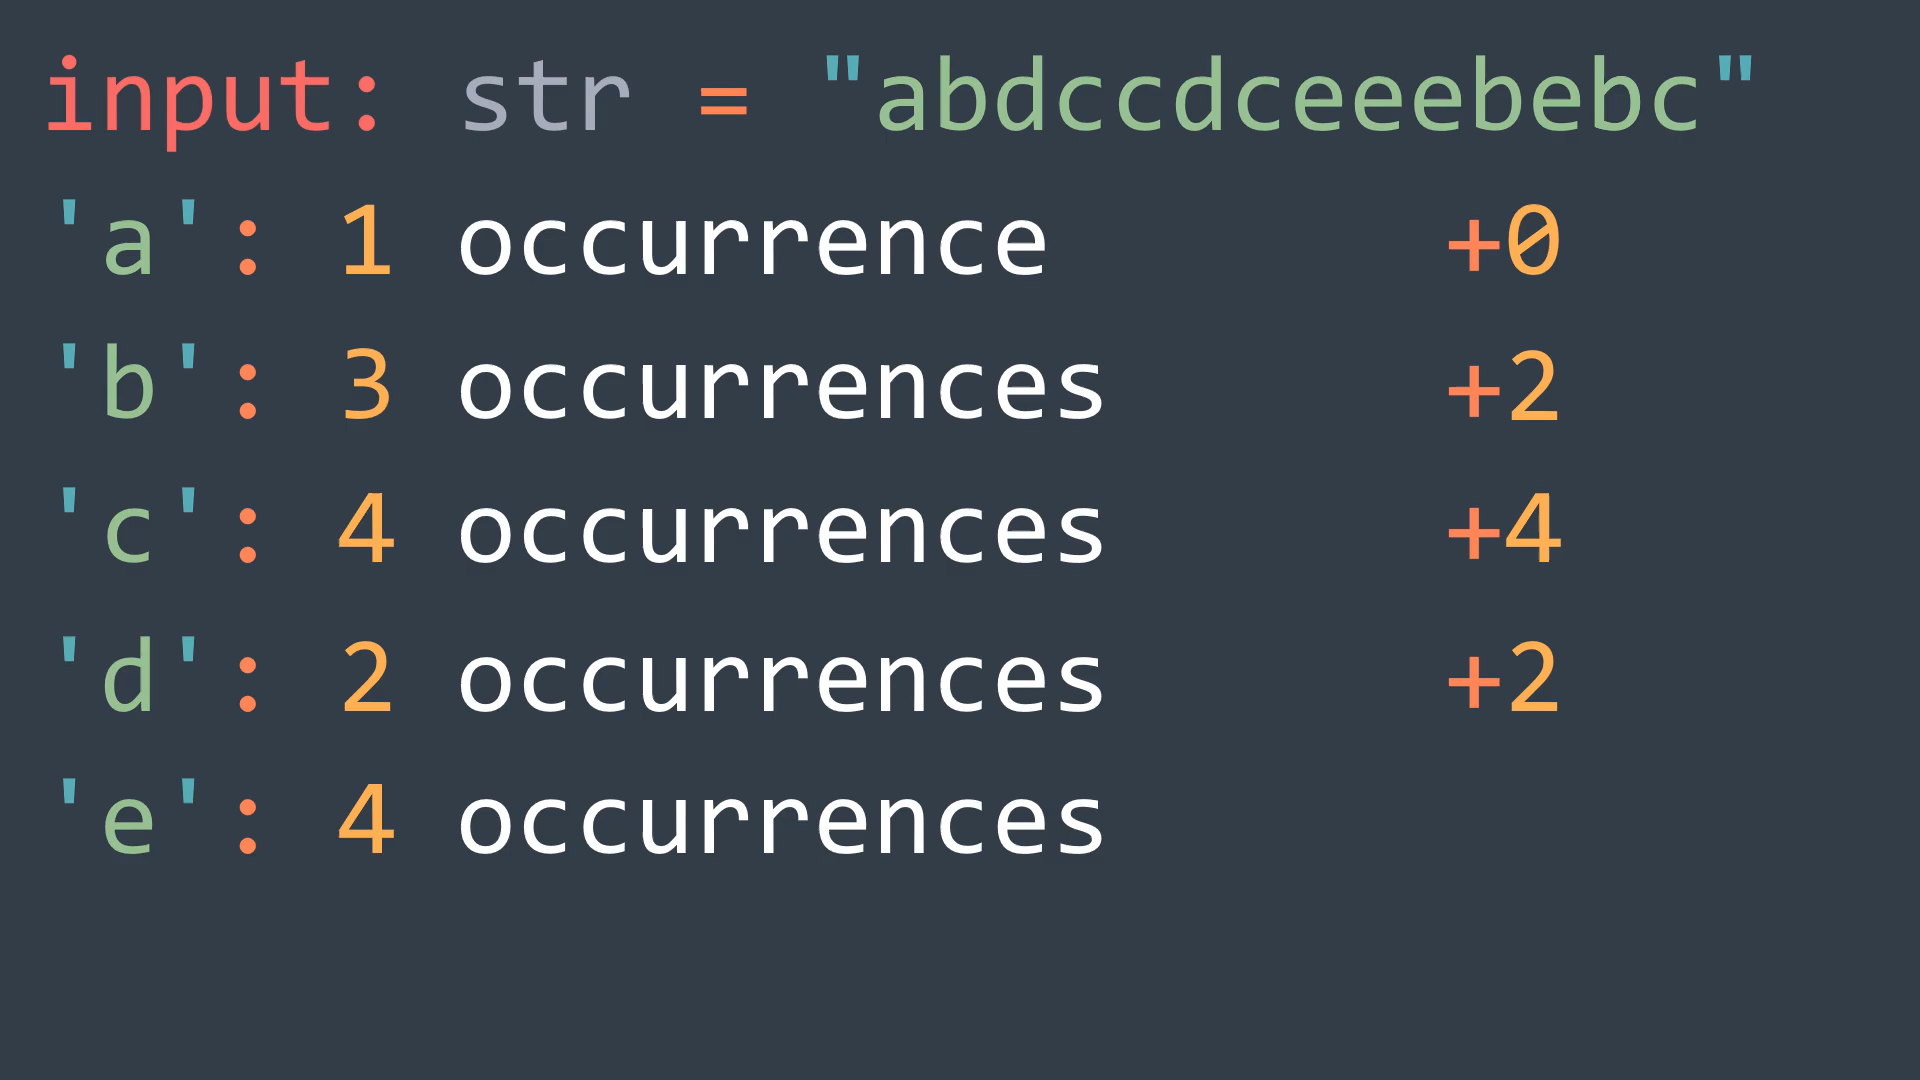 input: str = "abdccdceeebebc"
'a': 1 occurrence +0
'b': 3 occurrences +2
'c': 4 occurrences +4
'd': 2 occurrences +2
'e': 4 occurrences